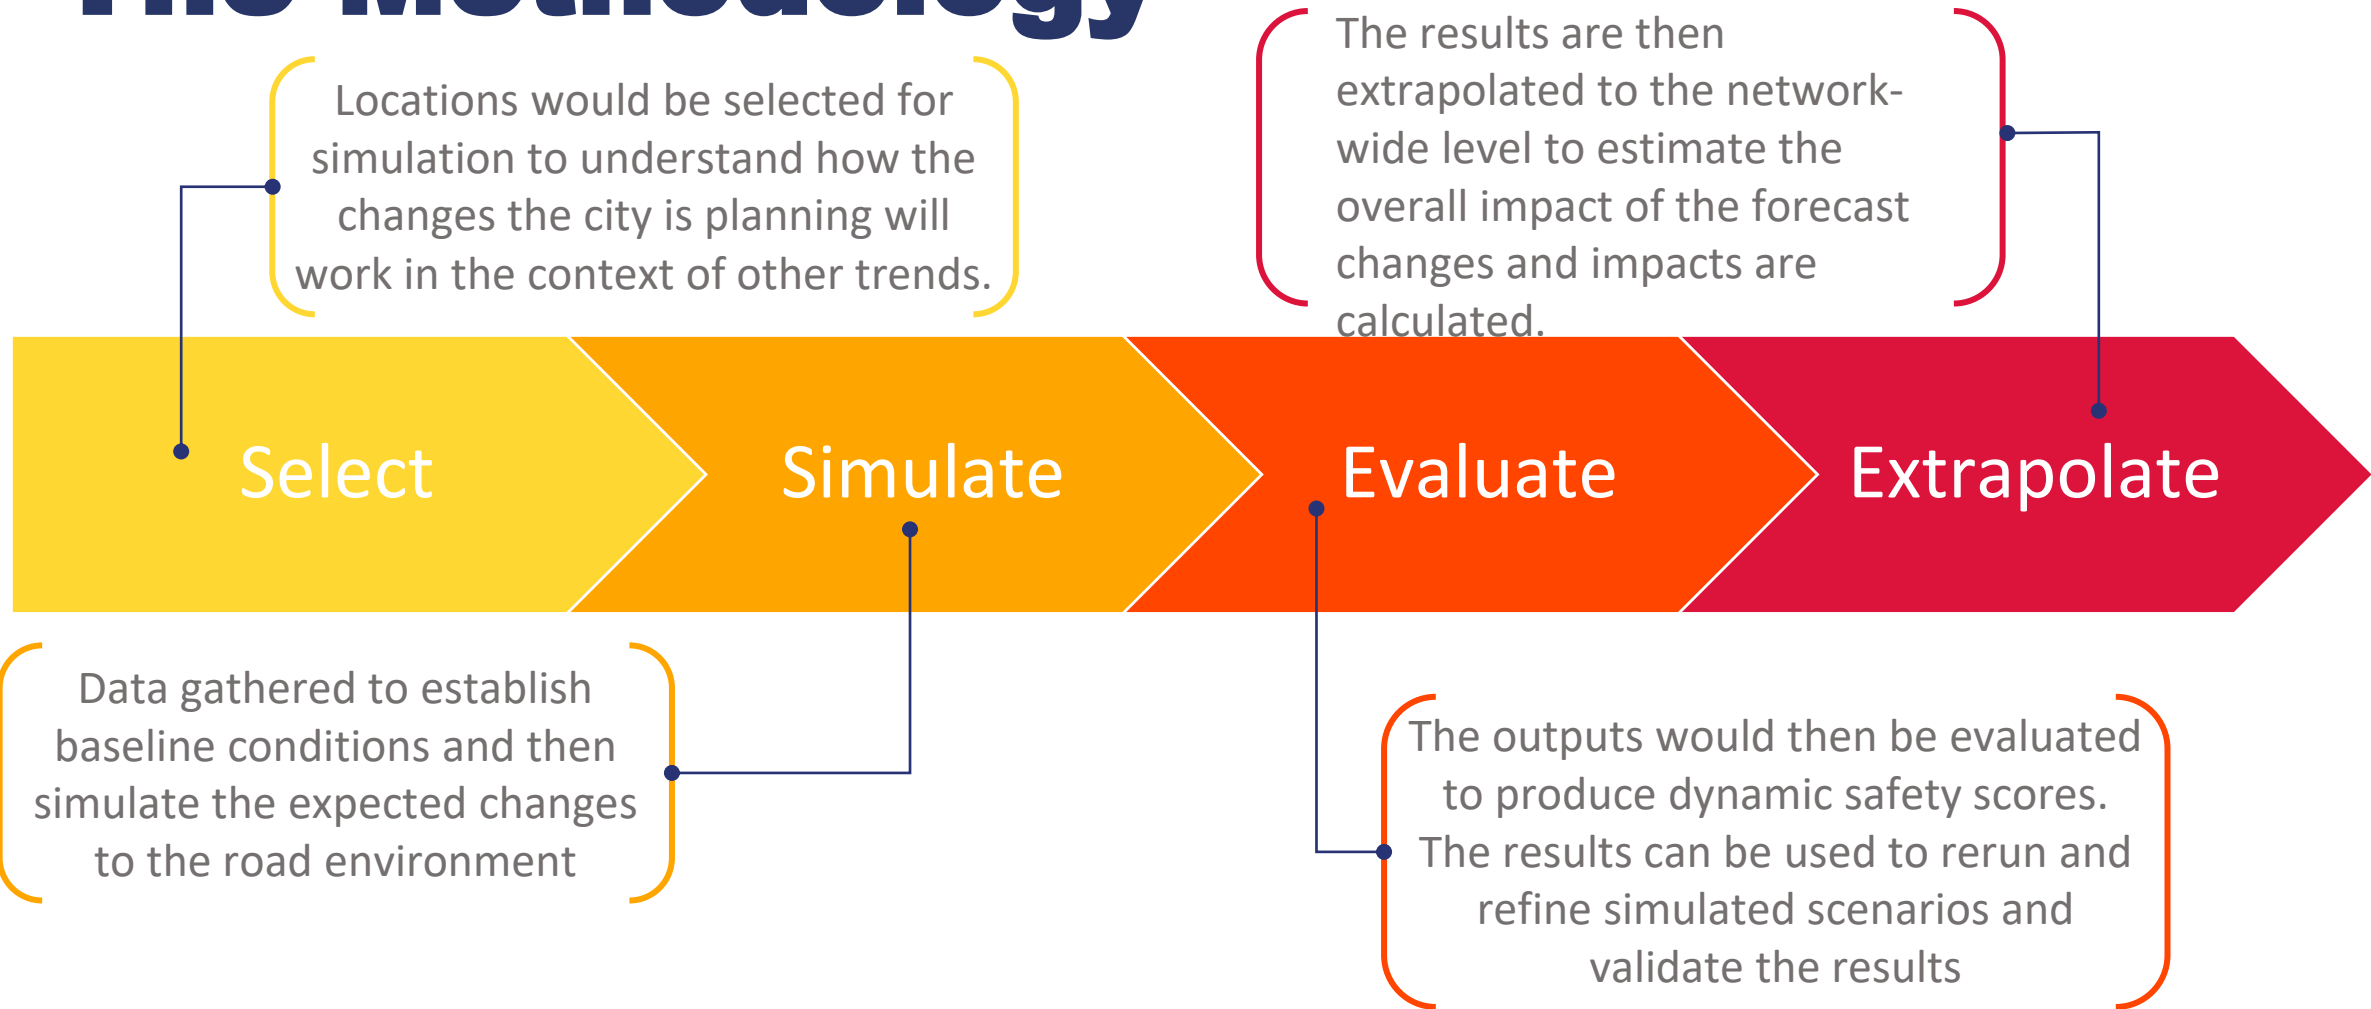 The Methodology
Locations would be selected for
simulation to understand how the
changes the city is planning will
work in the context of other trends.
The results are then
extrapolated to the network-
wide level to estimate the
overall impact of the forecast
changes and impacts are
calculated.
Select
Simulate
Evaluate
Extrapolate
Data gathered to establish
baseline conditions and then
simulate the expected changes
to the road environment
The outputs would then be evaluated
to produce dynamic safety scores.
The results can be used to rerun and
refine simulated scenarios and
validate the results